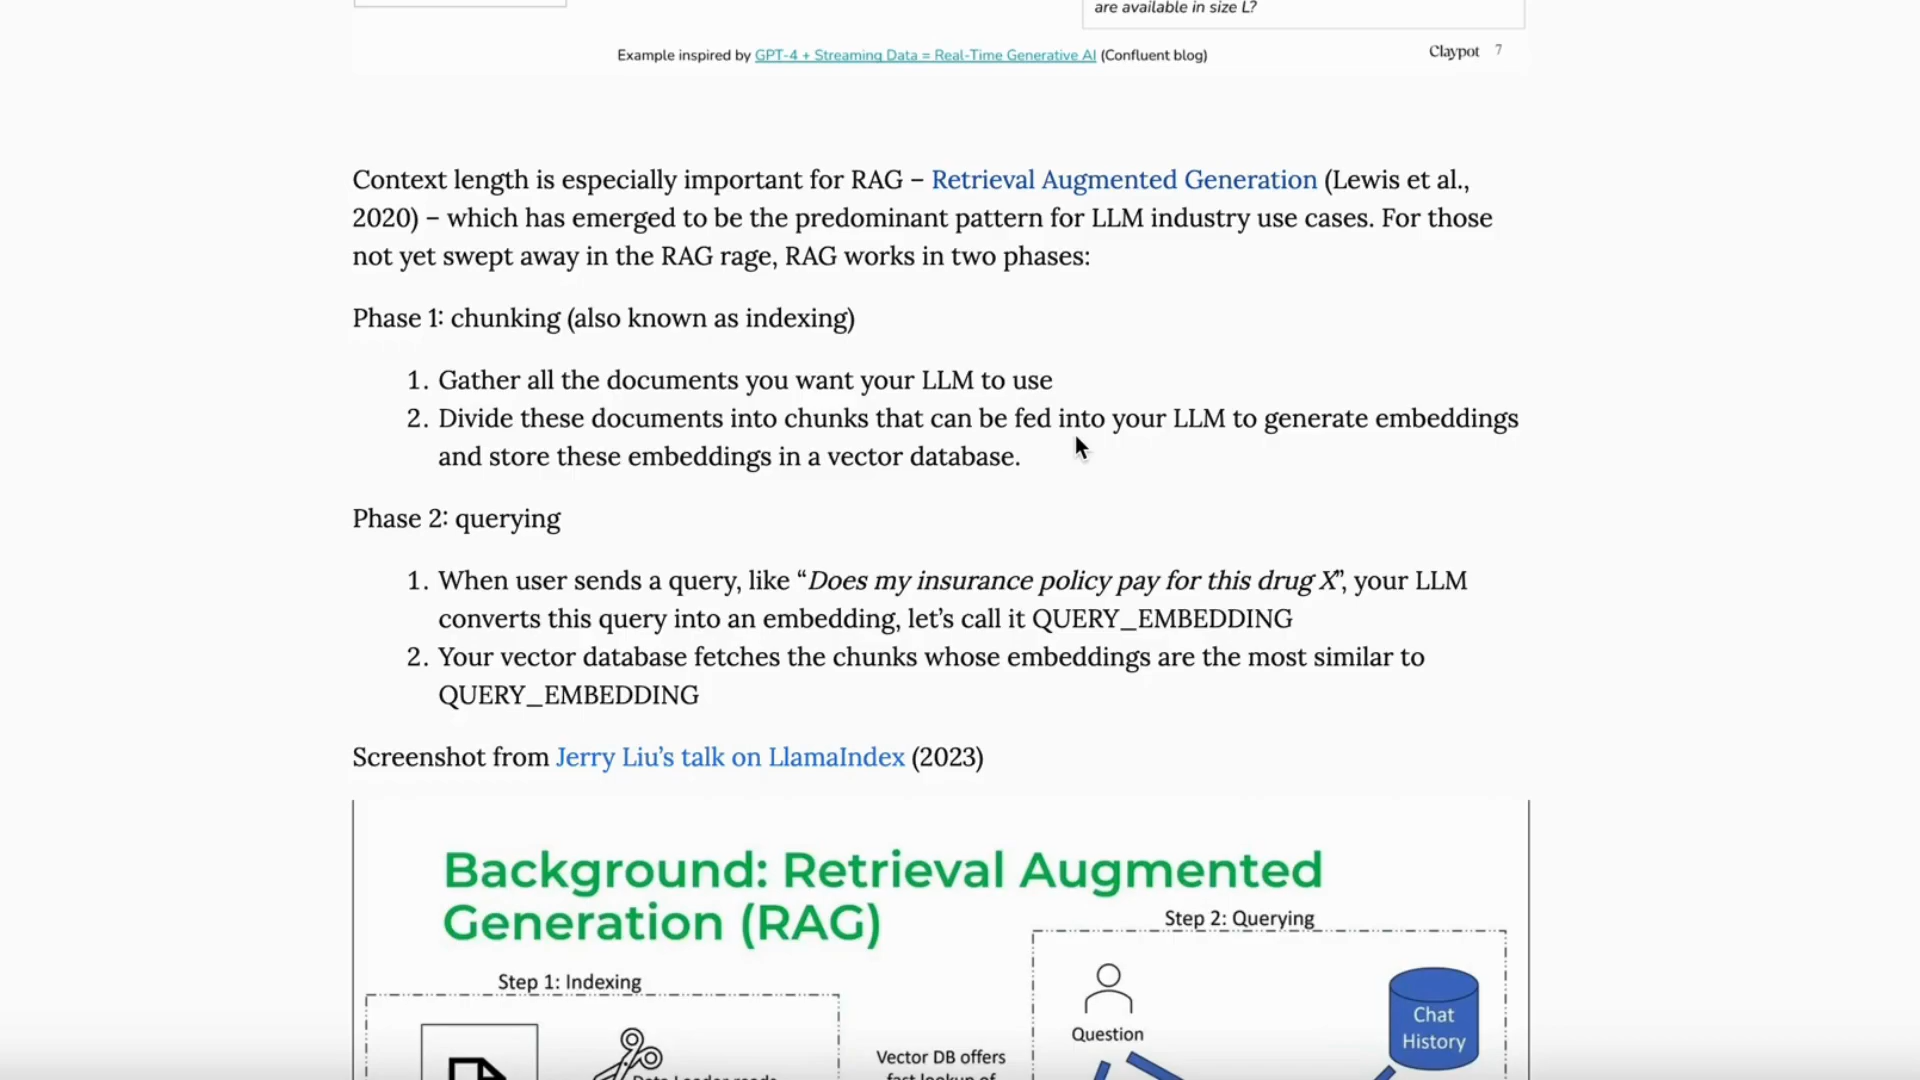 are available in size L?
Example inspired by GPT-4 + Streaming Data = Real-Time Generative AI (Confluent blog)
Claypot 7
Context length is especially important for RAG – Retrieval Augmented Generation (Lewis et al.,
2020) – which has emerged to be the predominant pattern for LLM industry use cases. For those
not yet swept away in the RAG rage, RAG works in two phases:
Phase 1: chunking (also known as indexing)
1. Gather all the documents you want your LLM to use
2. Divide these documents into chunks that can be fed into your LLM to generate embeddings
and store these embeddings in a vector database.
Phase 2: querying
1. When user sends a query, like “Does my insurance policy pay for this drug X”, your LLM
converts this query into an embedding, let’s call it QUERY_EMBEDDING
2. Your vector database fetches the chunks whose embeddings are the most similar to
QUERY_EMBEDDING
Screenshot from Jerry Liu’s talk on LlamaIndex (2023)
Background: Retrieval Augmented
Generation (RAG)
Step 2: Querying
Step 1: Indexing
Chat
History
Question
Vector DB offers
fast lookup of